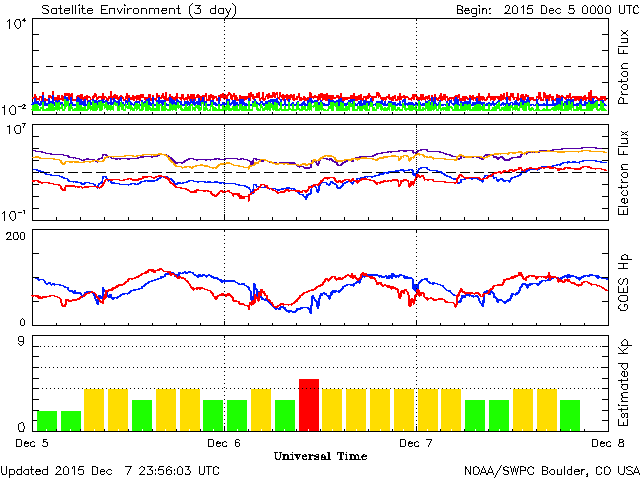 Satellite Environment (3 day) Begin: 2015 Dec 5 0000 UTC
10⁴
10⁻²
Proton Flux
10⁷
10⁻¹
Electron Flux
200
0
GOES Hp
9
0
Estimated Kp
Dec 5 Dec 6 Dec 7 Dec 8
Universal Time
Updated 2015 Dec 7 23:56:03 UTC NOAA/SWPC Boulder, CO USA